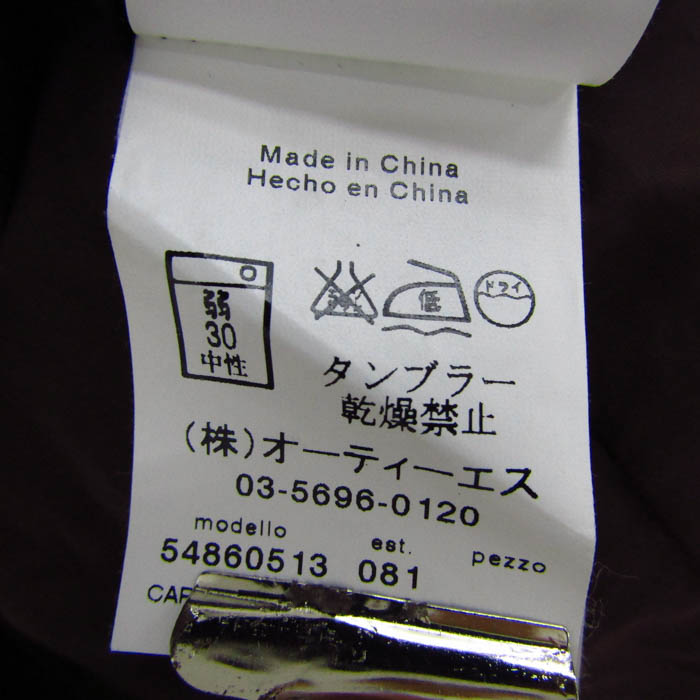 Made in China
Hecho en China
弱
30
中性
低
ドライ
タンブラー
乾燥禁止
(株)オーティーエス
03-5696-0120
modello est. pezzo
54860513 081